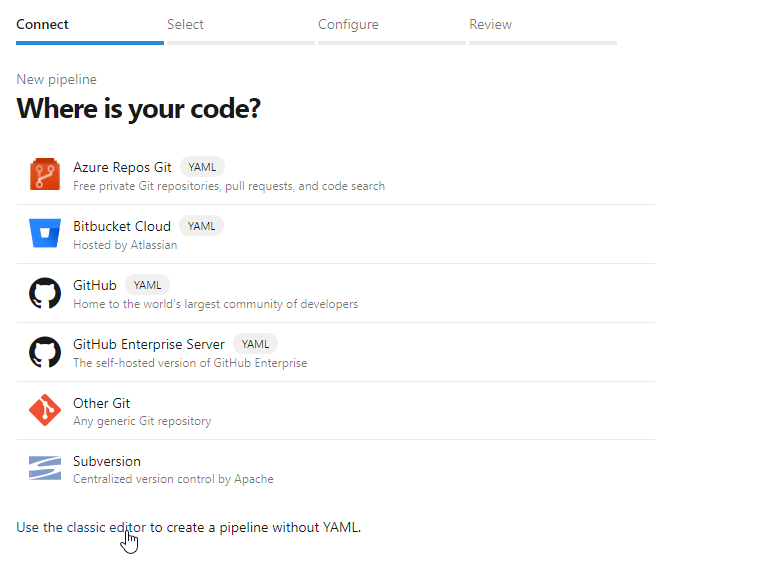 Connect Select Configure Review
New pipeline
Where is your code?
Azure Repos Git YAML
Free private Git repositories, pull requests, and code search
Bitbucket Cloud YAML
Hosted by Atlassian
GitHub YAML
Home to the world's largest community of developers
GitHub Enterprise Server YAML
The self-hosted version of GitHub Enterprise
Other Git
Any generic Git repository
Subversion
Centralized version control by Apache
Use the classic editor to create a pipeline without YAML.